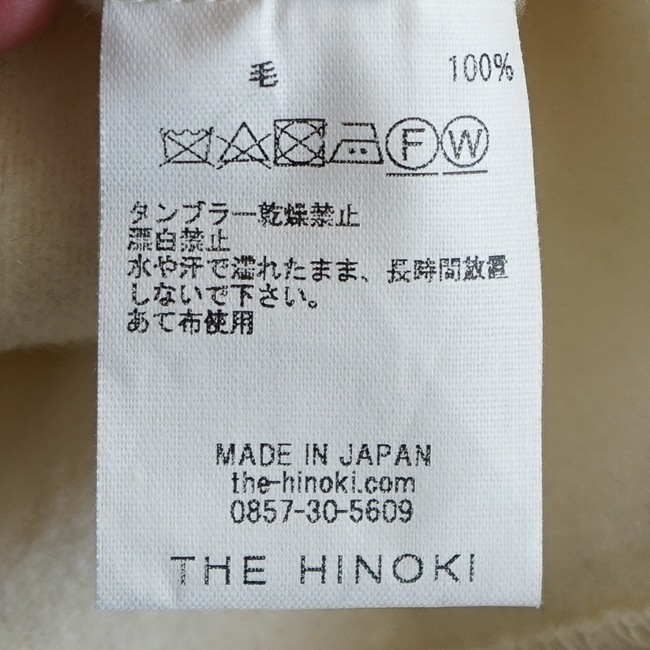 毛 100%
F W
タンブラー乾燥禁止
漂白禁止
水や汗で濡れたまま、長時間放置
しないで下さい。
あて布使用
MADE IN JAPAN
the-hinoki.com
0857-30-5609
THE HINOKI